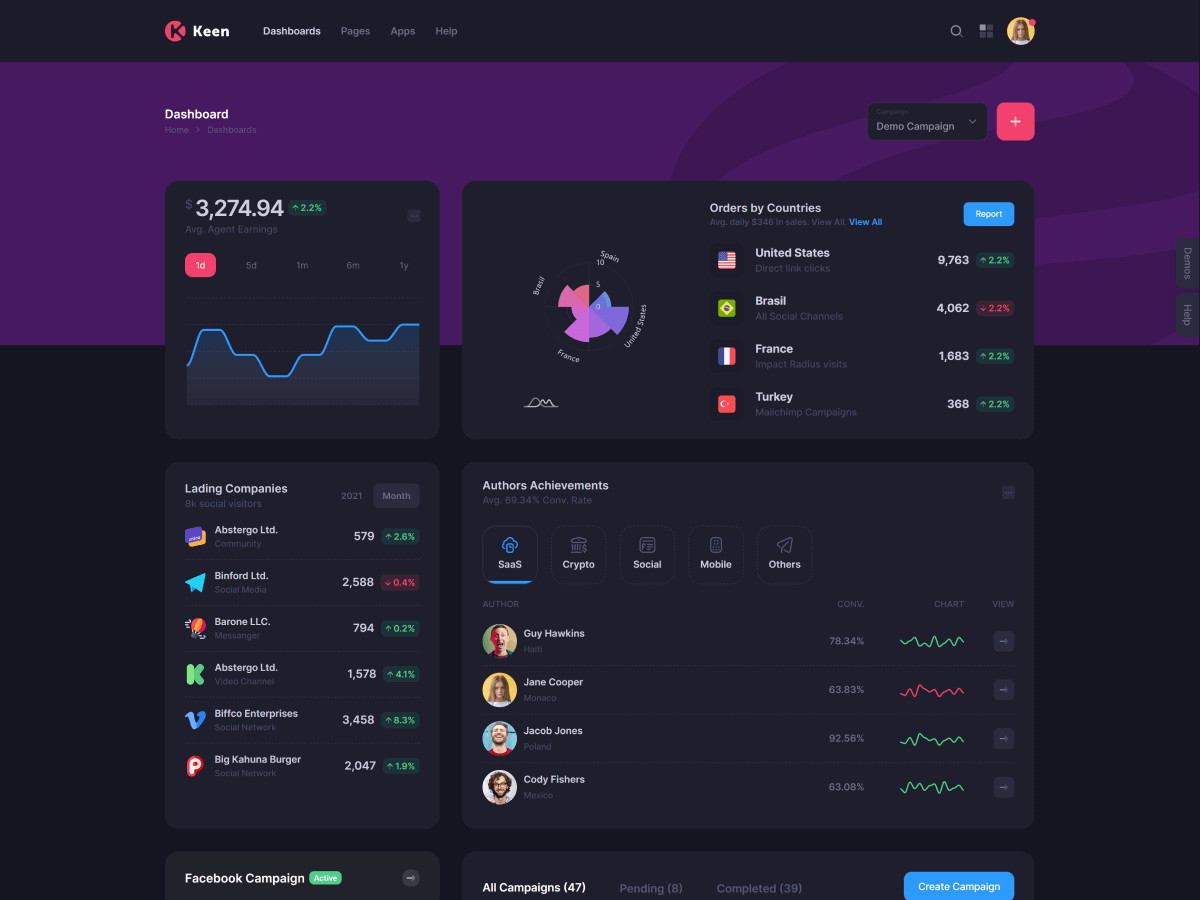 Keen
Dashboards Pages Apps Help
Dashboard
Home Dashboards
Campaign
Demo Campaign
+
$ 3,274.94 2.2%
Avg. Agent Earnings
1d 5d 1m 6m 1y
Spain
10
5
0
Brasil
United States
France
Orders by Countries
Avg. daily $346 in sales. View All. View All
Report
United States
Direct link clicks
9,763 2.2%
Brasil
All Social Channels
4,062 2.2%
France
Impact Radius visits
1,683 2.2%
Turkey
Mailchimp Campaigns
368 2.2%
Demos
Help
Lading Companies
8k social visitors
2021 Month
Abstergo Ltd.
Community
579 2.6%
Binford Ltd.
Social Media
2,588 0.4%
Barone LLC.
Messanger
794 0.2%
Abstergo Ltd.
Video Channel
1,578 4.1%
Biffco Enterprises
Social Network
3,458 8.3%
Big Kahuna Burger
Social Network
2,047 1.9%
Authors Achievements
Avg. 69.34% Conv. Rate
SaaS Crypto Social Mobile Others
AUTHOR CONV. CHART VIEW
Guy Hawkins
Haiti
78.34%
Jane Cooper
Monaco
63.83%
Jacob Jones
Poland
92.56%
Cody Fishers
Mexico
63.08%
Facebook Campaign Active
All Campaigns (47) Pending (8) Completed (39)
Create Campaign